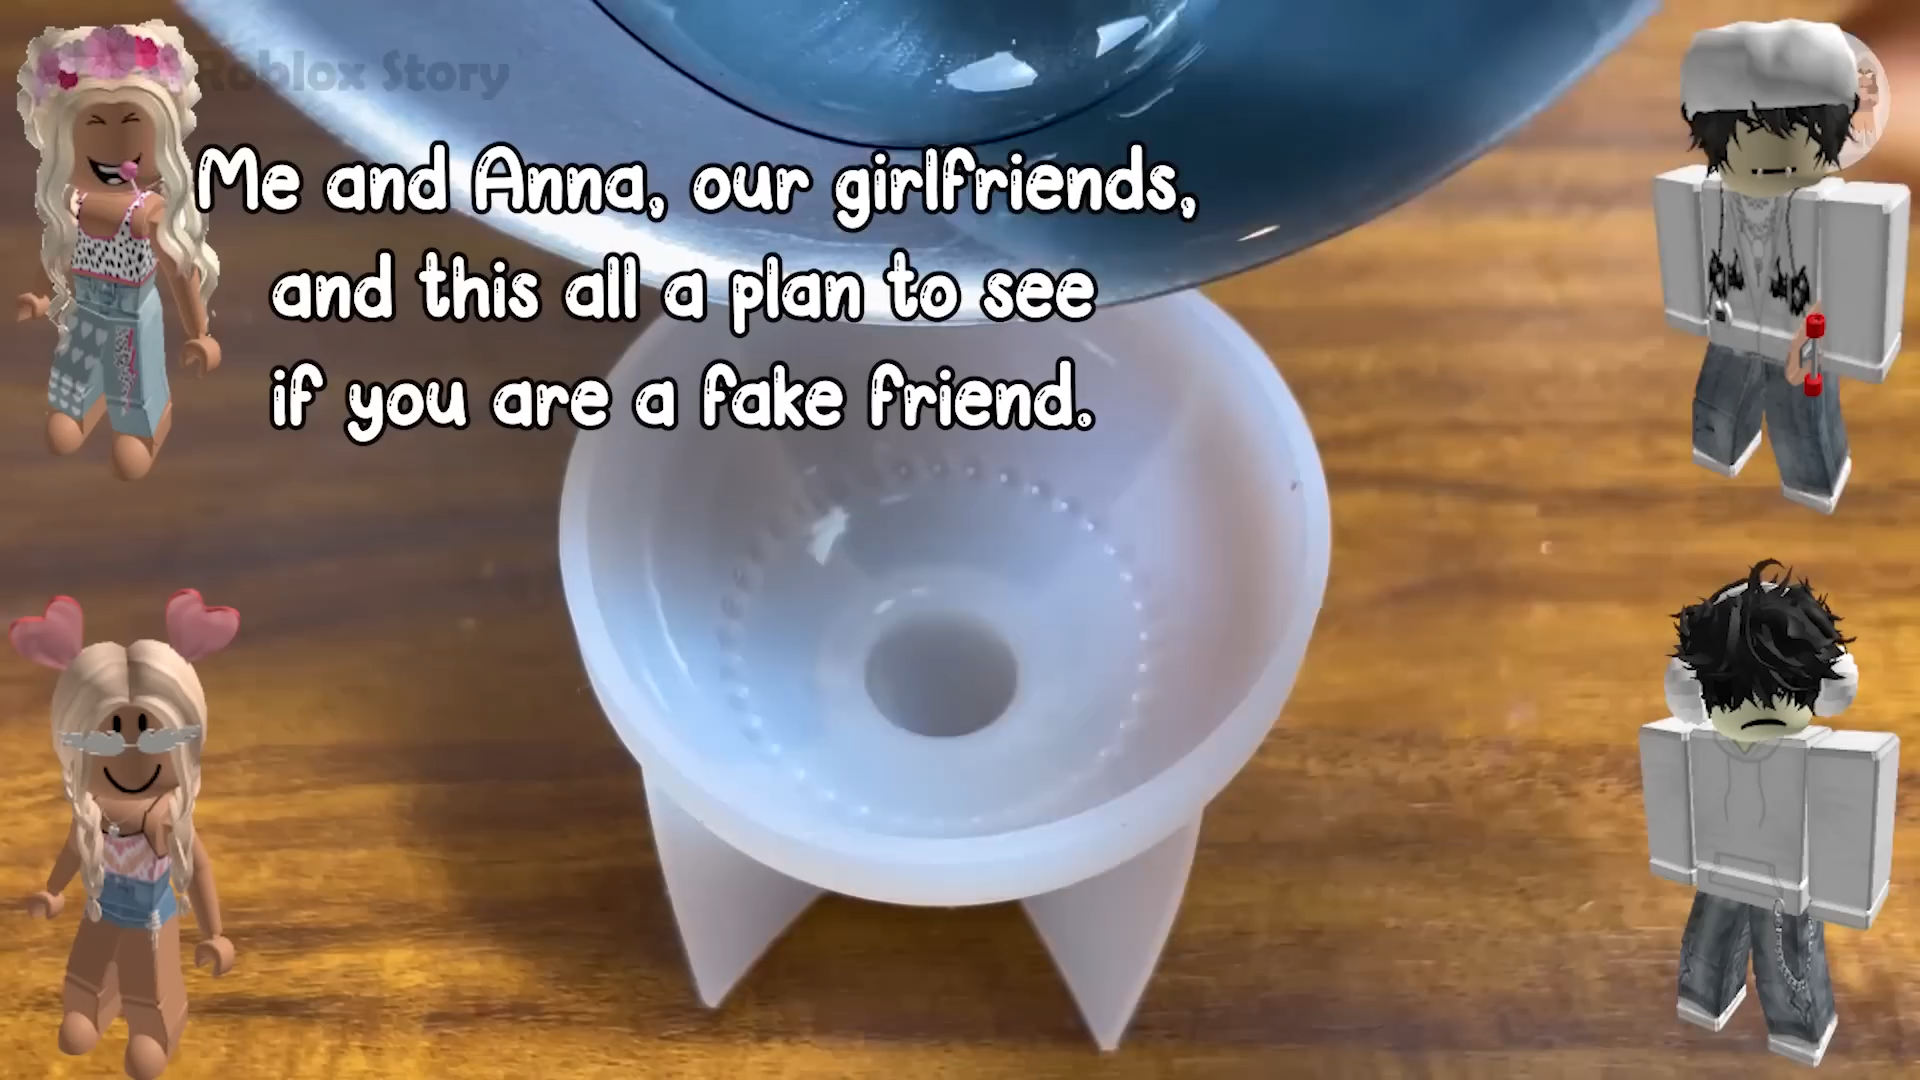 Roblox Story
Me and Anna, our girlfriends,
and this all a plan to see
if you are a fake friend.